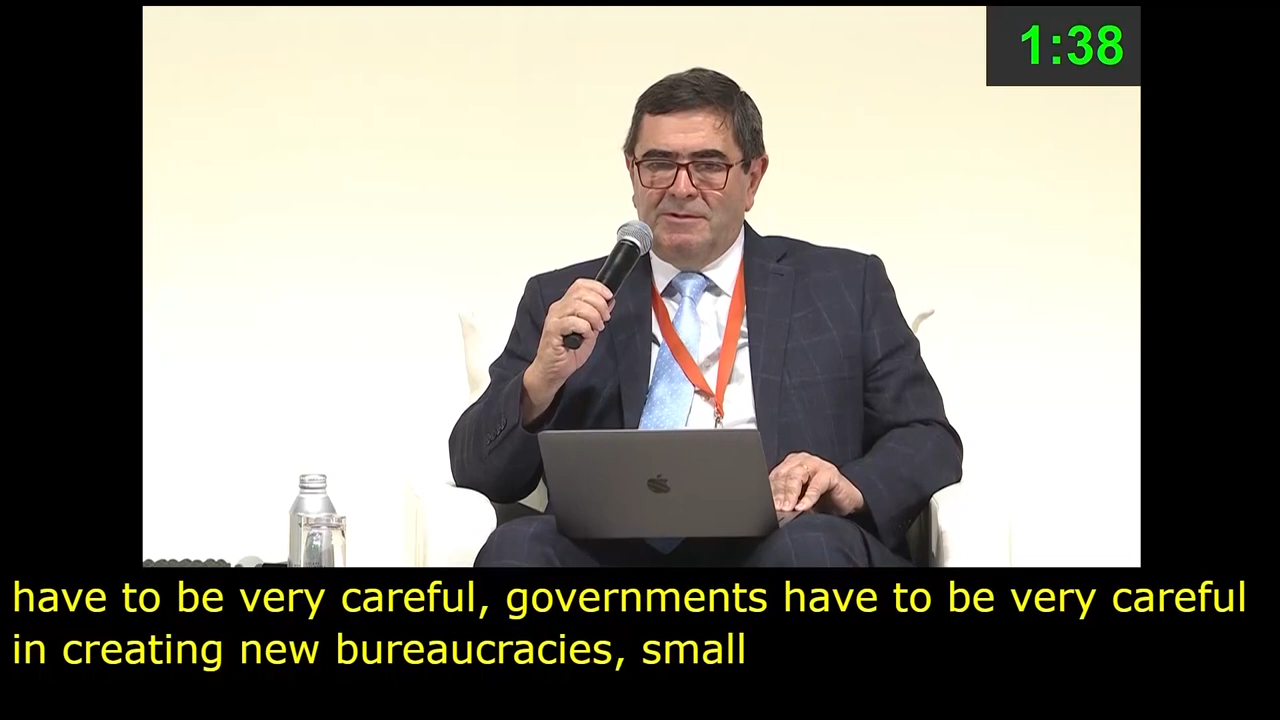 1:38
have to be very careful, governments have to be very careful
in creating new bureaucracies, small